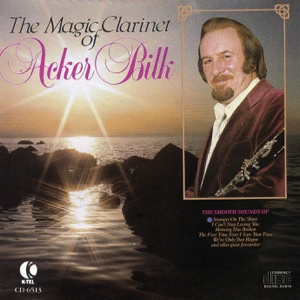 The Magic Clarinet
of
Acker Bilk
THE SMOOTH SOUNDS OF
Stranger On The Shore
I Can't Stop Loving You
Morning Has Broken
The First Time Ever I Saw Your Face
We've Only Just Begun
and other great favourites
K-TEL
CD 6513
COMPACT
DIGITAL AUDIO